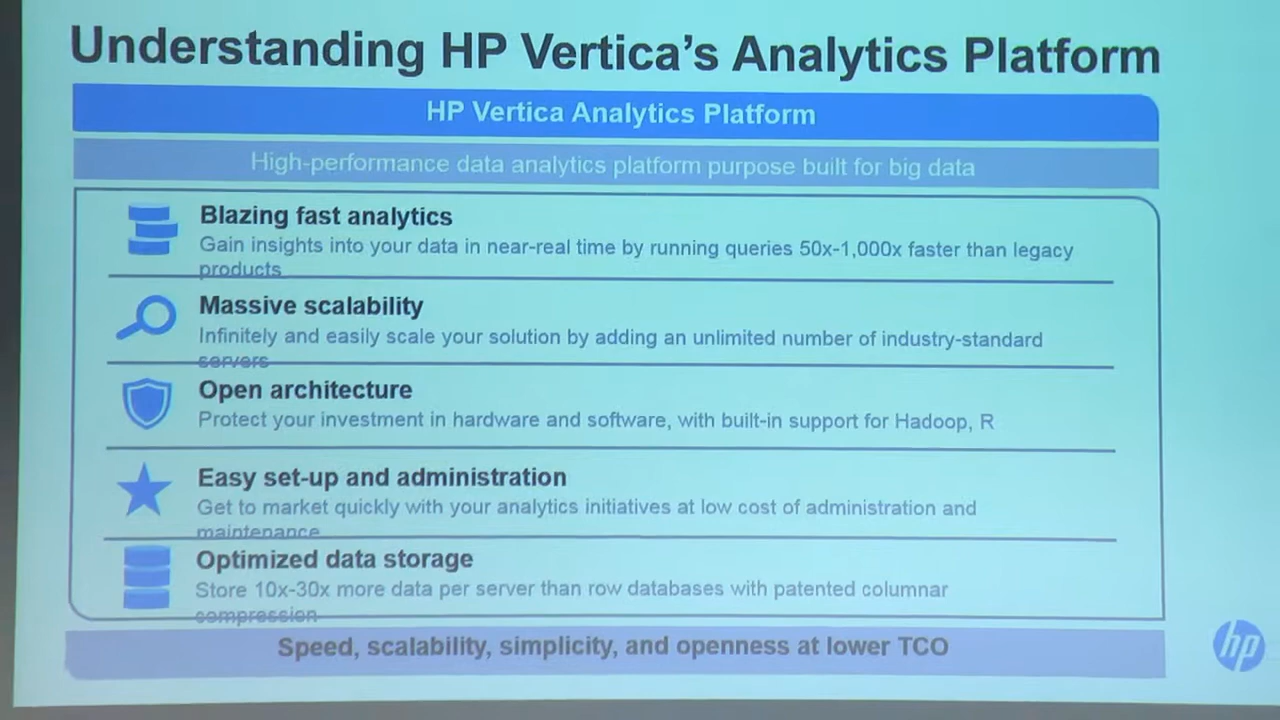 Understanding HP Vertica's Analytics Platform
HP Vertica Analytics Platform
High-performance data analytics platform purpose built for big data
Blazing fast analytics
Gain insights into your data in near-real time by running queries 50x-1,000x faster than legacy
products
Massive scalability
Infinitely and easily scale your solution by adding an unlimited number of industry-standard
servers
Open architecture
Protect your investment in hardware and software, with built-in support for Hadoop, R
Easy set-up and administration
Get to market quickly with your analytics initiatives at low cost of administration and
maintenance
Optimized data storage
Store 10x-30x more data per server than row databases with patented columnar
compression
Speed, scalability, simplicity, and openness at lower TCO
hp